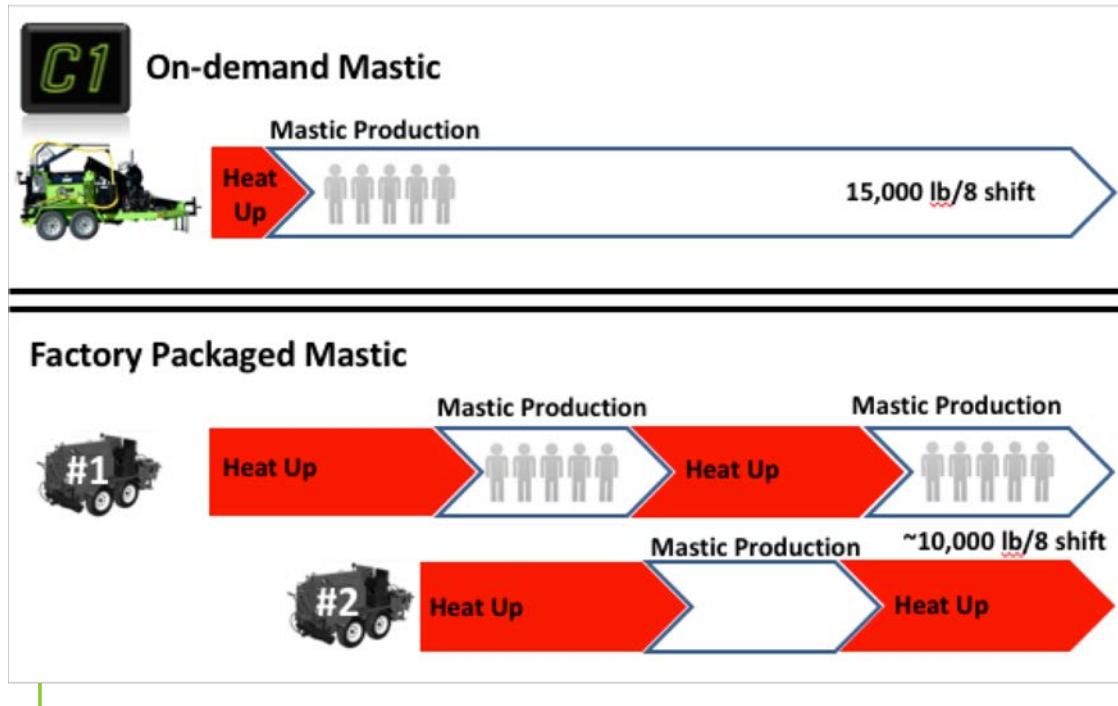 C1
On-demand Mastic
Mastic Production
Heat
Up
15,000 lb/8 shift
Factory Packaged Mastic
Mastic Production
Mastic Production
#1
Heat Up
Heat Up
Mastic Production
~10,000 lb/8 shift
#2
Heat Up
Heat Up